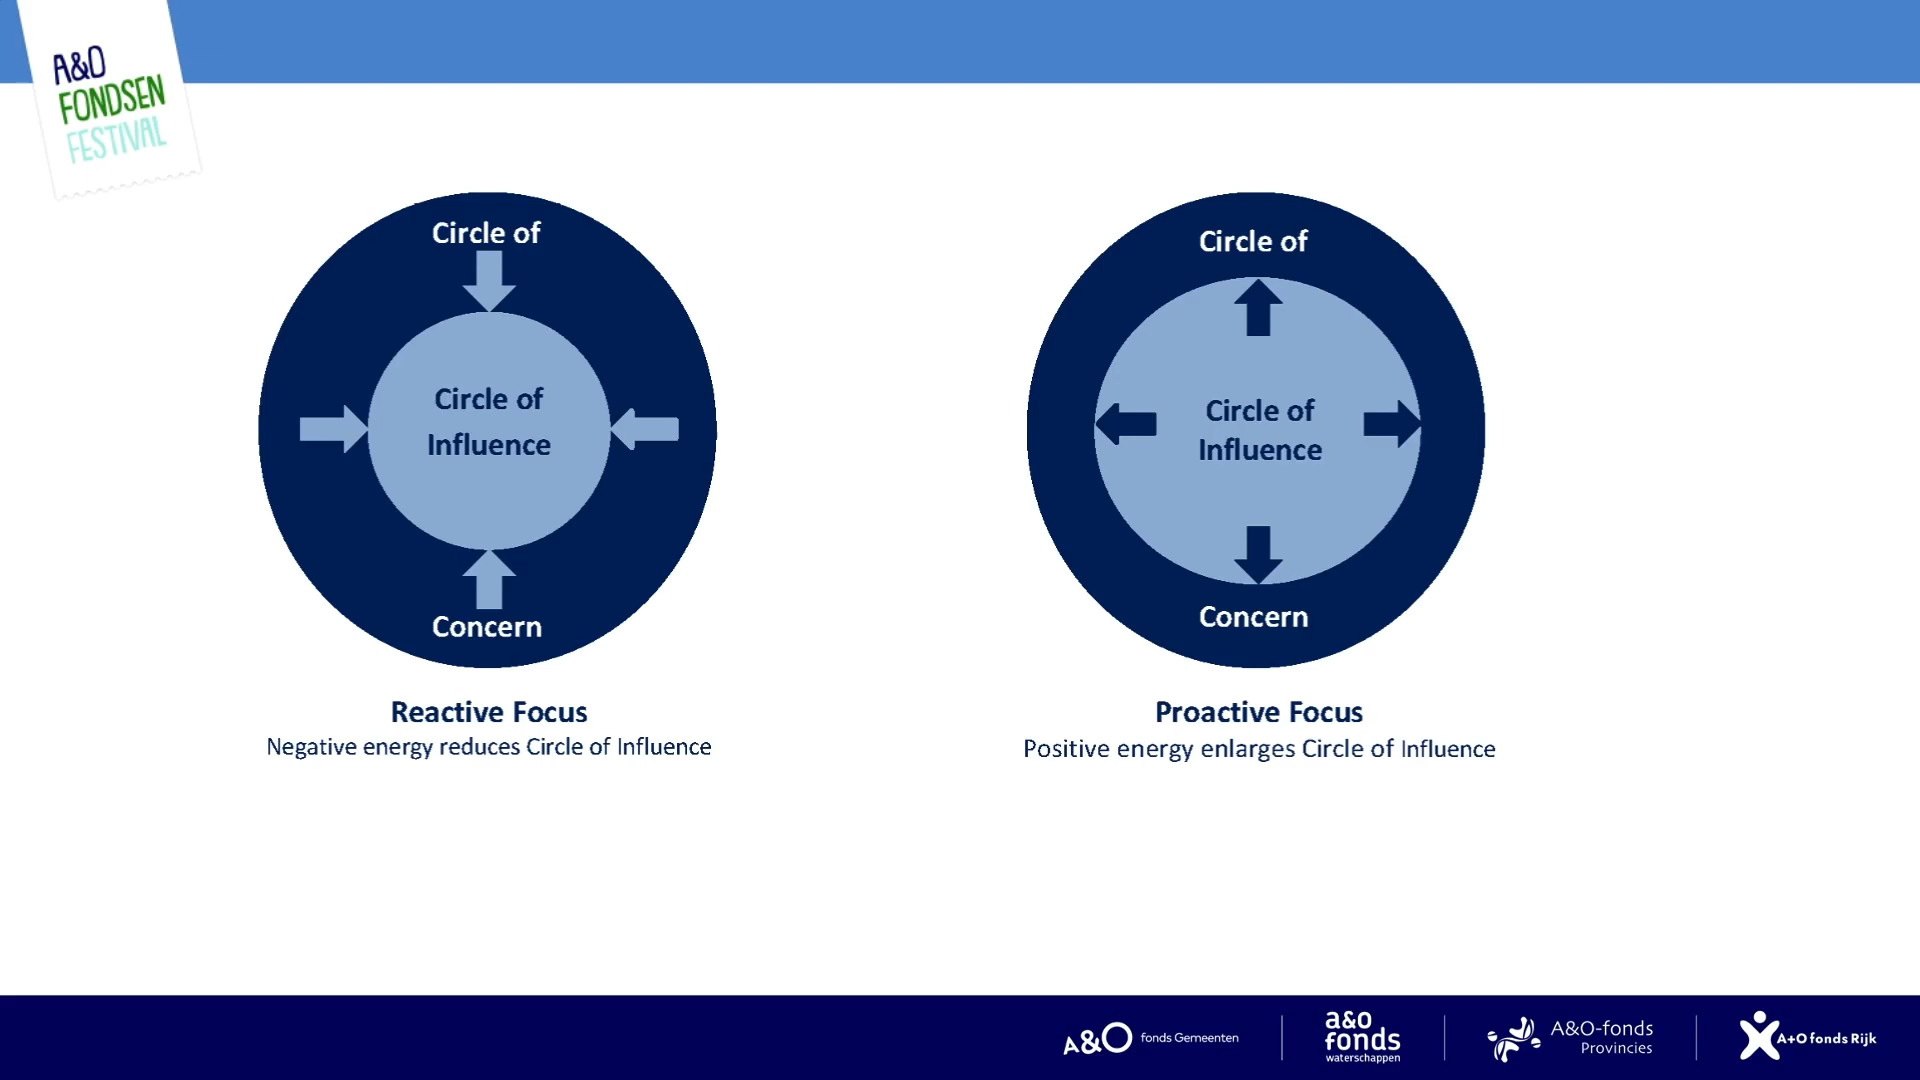 A&O
FONDSEN
FESTIVAL
Circle of
Circle of
Influence
Concern
Reactive Focus
Negative energy reduces Circle of Influence
Circle of
Circle of
Influence
Concern
Proactive Focus
Positive energy enlarges Circle of Influence
A&O fonds Gemeenten
a&o
fonds
waterschappen
A&O-fonds
Provincies
A+O fonds Rijk